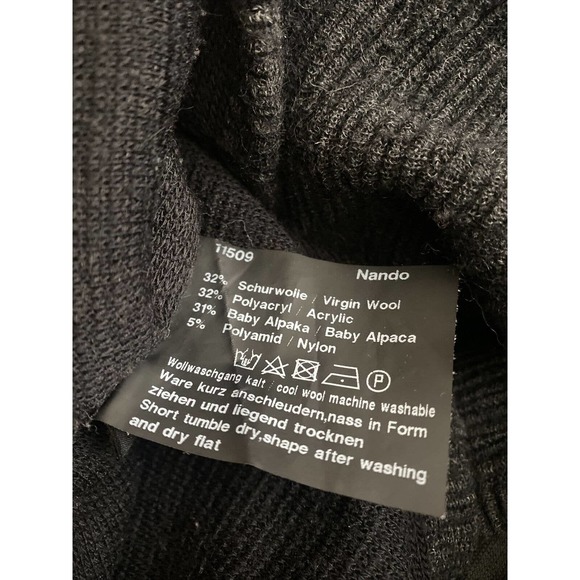 11509 Nando
32% Schurwolle / Virgin Wool
32% Polyacryl / Acrylic
31% Baby Alpaka / Baby Alpaca
5% Polyamid / Nylon
P
Wollwaschgang kalt / cool wool machine washable
Ware kurz anschleudern,nass in Form
ziehen und liegend trocknen
Short tumble dry,shape after washing
and dry flat